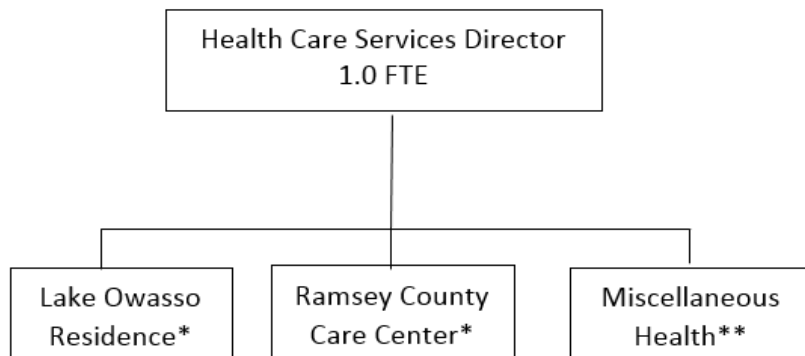 Health Care Services Director
1.0 FTE
Lake Owasso
Residence*
Ramsey County
Care Center*
Miscellaneous
Health**